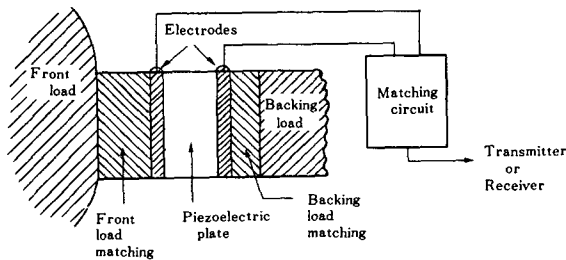 Electrodes
Front
load
Backing
load
Matching
circuit
Transmitter
or
Receiver
Front
load
matching
Piezoelectric
plate
Backing
load
matching